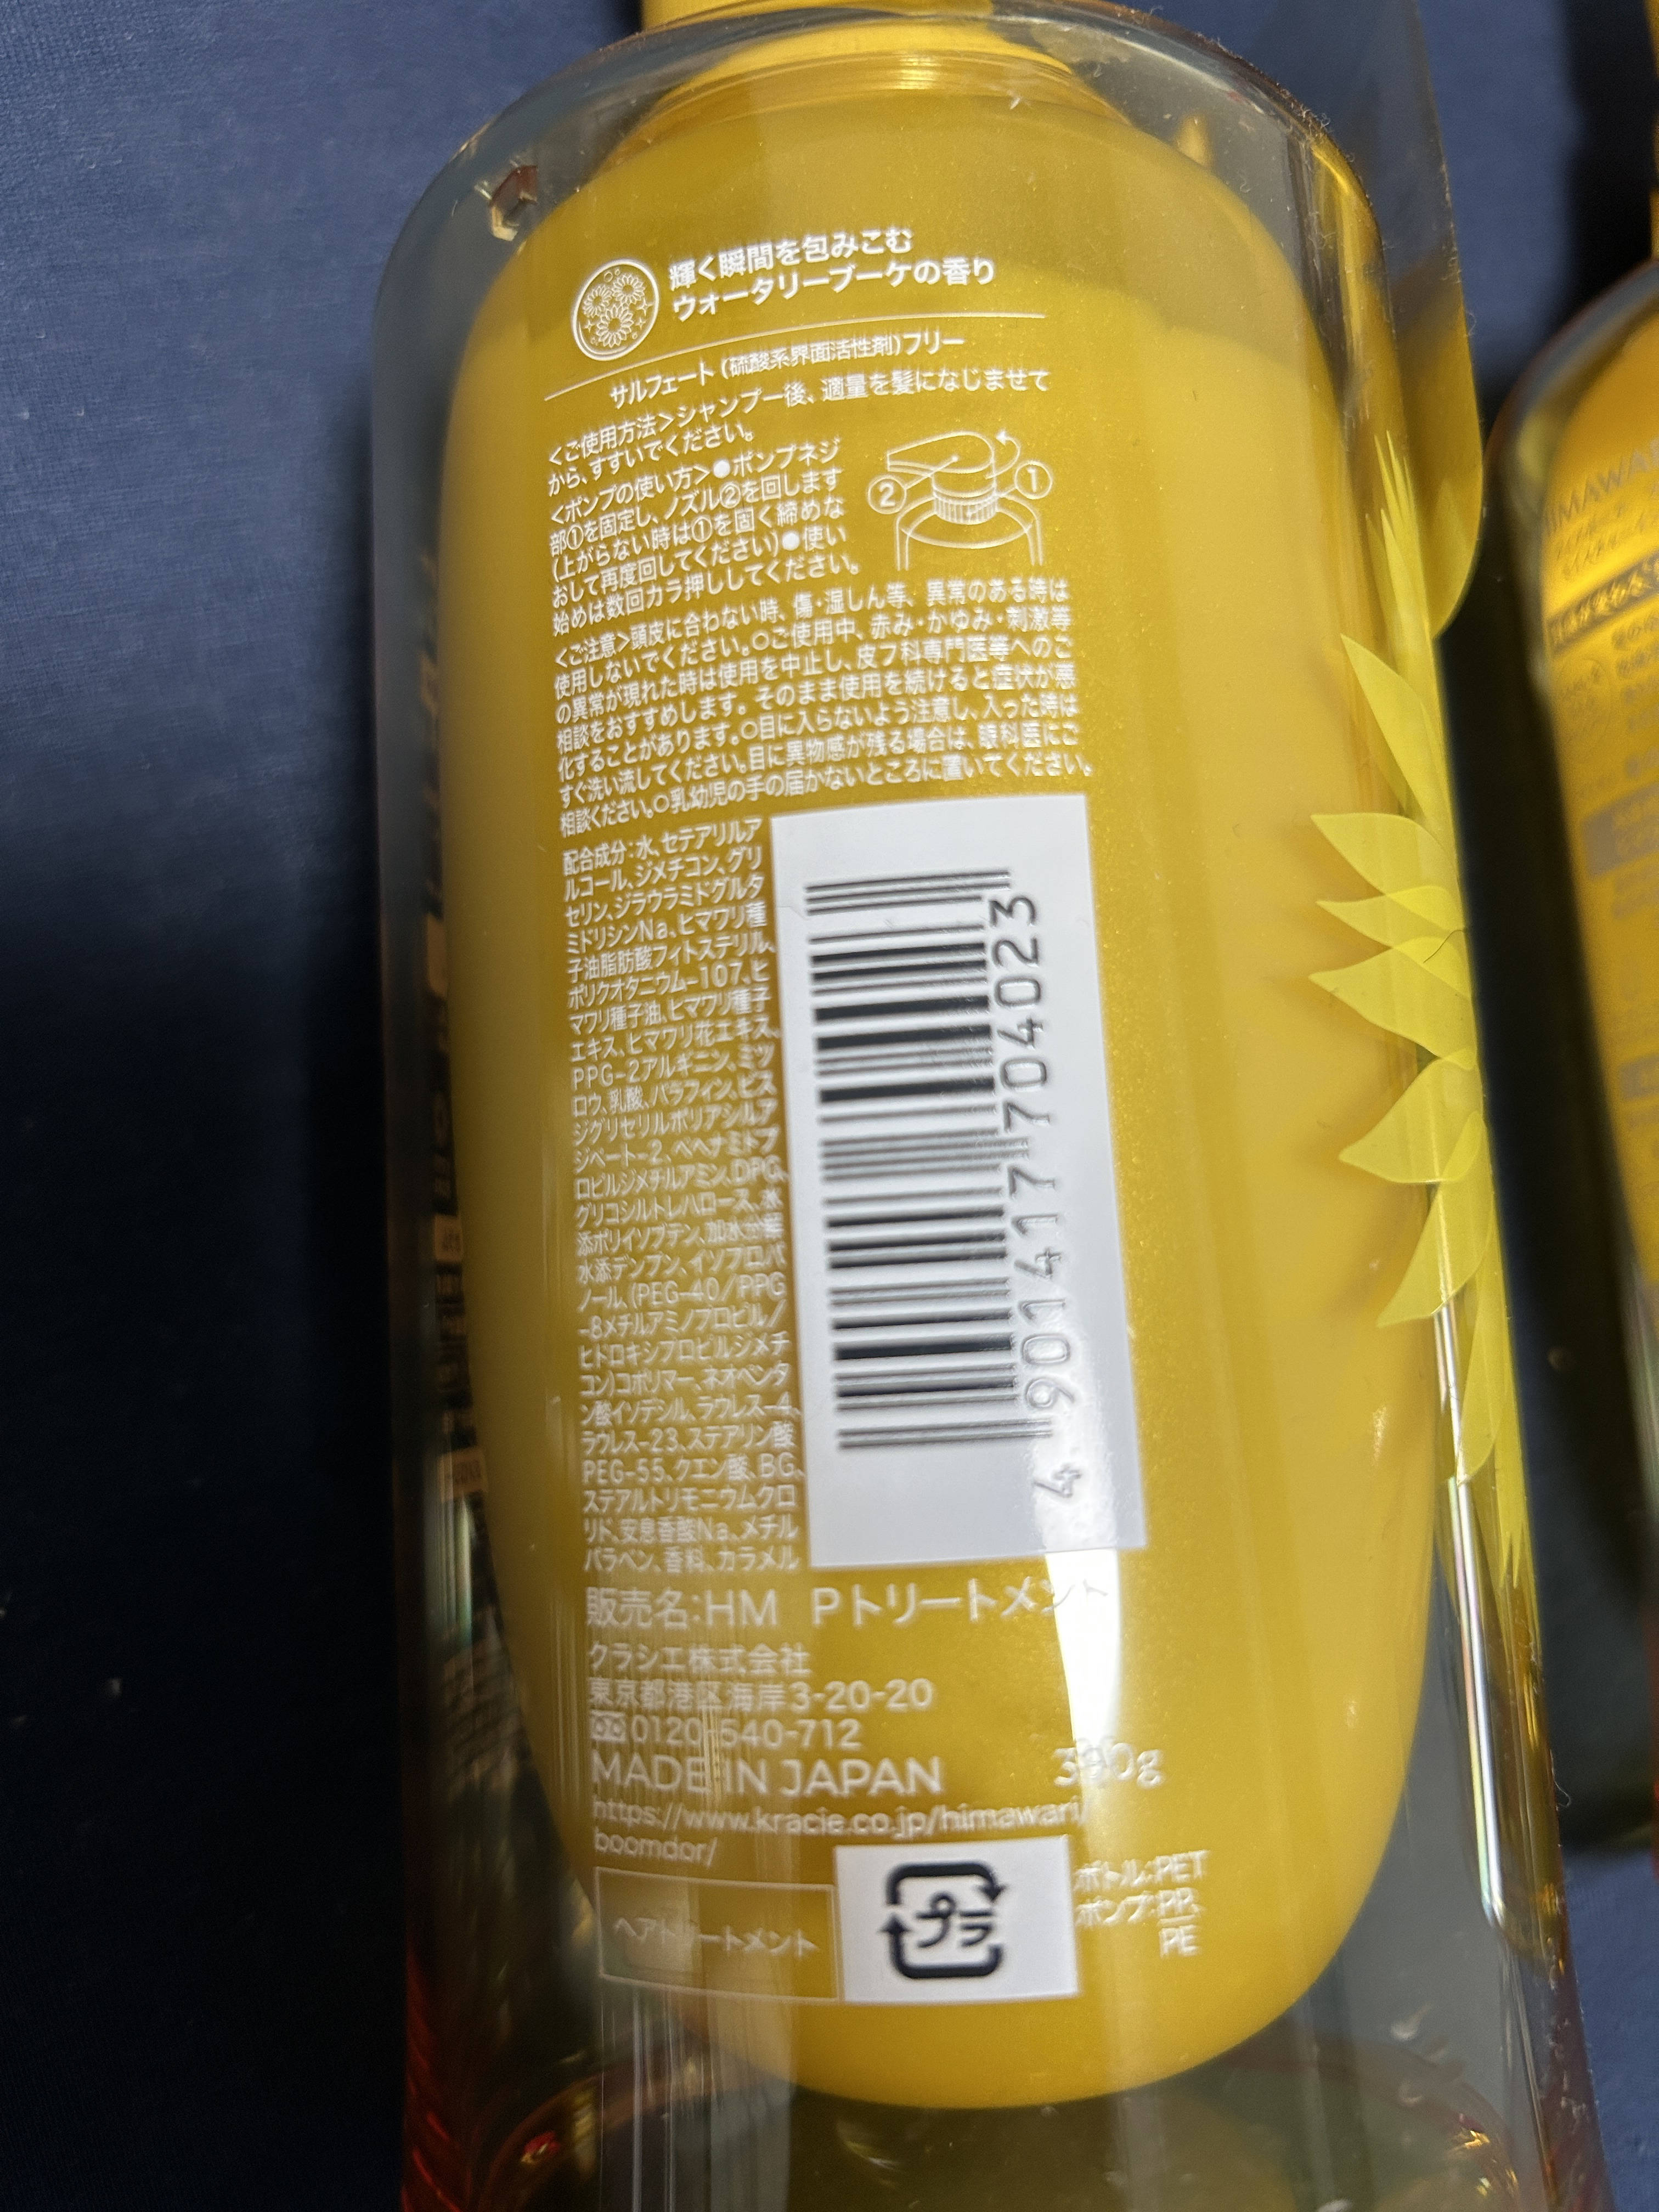 輝く瞬間を包みこむ
ウォータリーブーケの香り
サルフェート(硫酸系界面活性剤)フリー
<ご使用方法>シャンプー後、適量を髪になじませて
から、すすいでください。
<ポンプの使い方>●ポンプネジ
部①を固定し、ノズル②を回します
(上がらない時は①を固く締めな
おして再度回してください)●使い
始めは数回カラ押ししてください。
②
①
<ご注意>頭皮に合わない時、傷・湿しん等、異常のある時は
使用しないでください。○ご使用中、赤み・かゆみ・刺激等
の異常が現れた時は使用を中止し、皮フ科専門医等へのご
相談をおすすめします。そのまま使用を続けると症状が悪
化することがあります。○目に入らないよう注意し、入った時は
すぐ洗い流してください。目に異物感が残る場合は、眼科医にご
相談ください。○乳幼児の手の届かないところに置いてください。
配合成分:水、セテアリルア
ルコール、ジメチコン、グリ
セリン、ジラウラミドグルタ
ミドリシンNa、ヒマワリ種
子油脂肪酸フィトステリル、
ポリクオタニウム-107、ヒ
マワリ種子油、ヒマワリ種子
エキス、ヒマワリ花エキス、
PPG-2アルギニン、ミツ
ロウ、乳酸、パラフィン、ビス
ジグリセリルポリアシルア
ジペート-2、ベヘナミドプ
ロピルジメチルアミン、DPG、
グリコシルトレハロース、水
添ポリイソブテン、加水分解
水添デンプン、イソプロパ
ノール、(PEG-40/PPG
-8メチルアミノプロピル/
ヒドロキシプロピルジメチ
コン)コポリマー、ネオペンタ
ン酸イソデシル、ラウレス-4、
ラウレス-23、ステアリン酸
PEG-55、クエン酸、BG、
ステアルトリモニウムクロ
リド、安息香酸Na、メチル
パラベン、香料、カラメル
4 901417 704023
販売名:HM Pトリートメント
クラシエ株式会社
東京都港区海岸3-20-20
0120-540-712
MADE IN JAPAN
https://www.kracie.co.jp/himawari/
boomdor/
ヘアトリートメント
プラ
ボトル:PET
ポンプ:PP,
PE